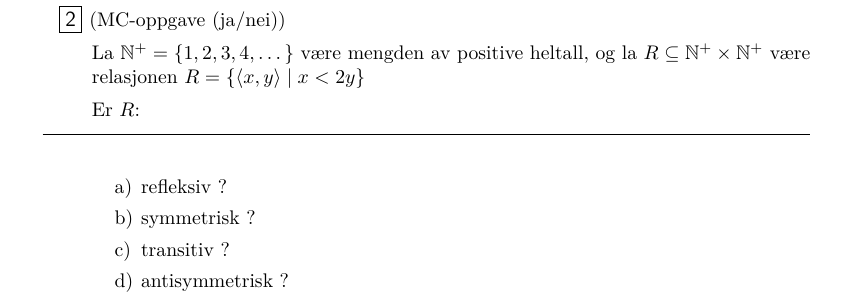 2 (MC-oppgave (ja/nei))
La ℕ⁺ = {1, 2, 3, 4, . . . } være mengden av positive heltall, og la R ⊆ ℕ⁺ × ℕ⁺ være
relasjonen R = {⟨x, y⟩ | x < 2y}
Er R:
a) refleksiv ?
b) symmetrisk ?
c) transitiv ?
d) antisymmetrisk ?